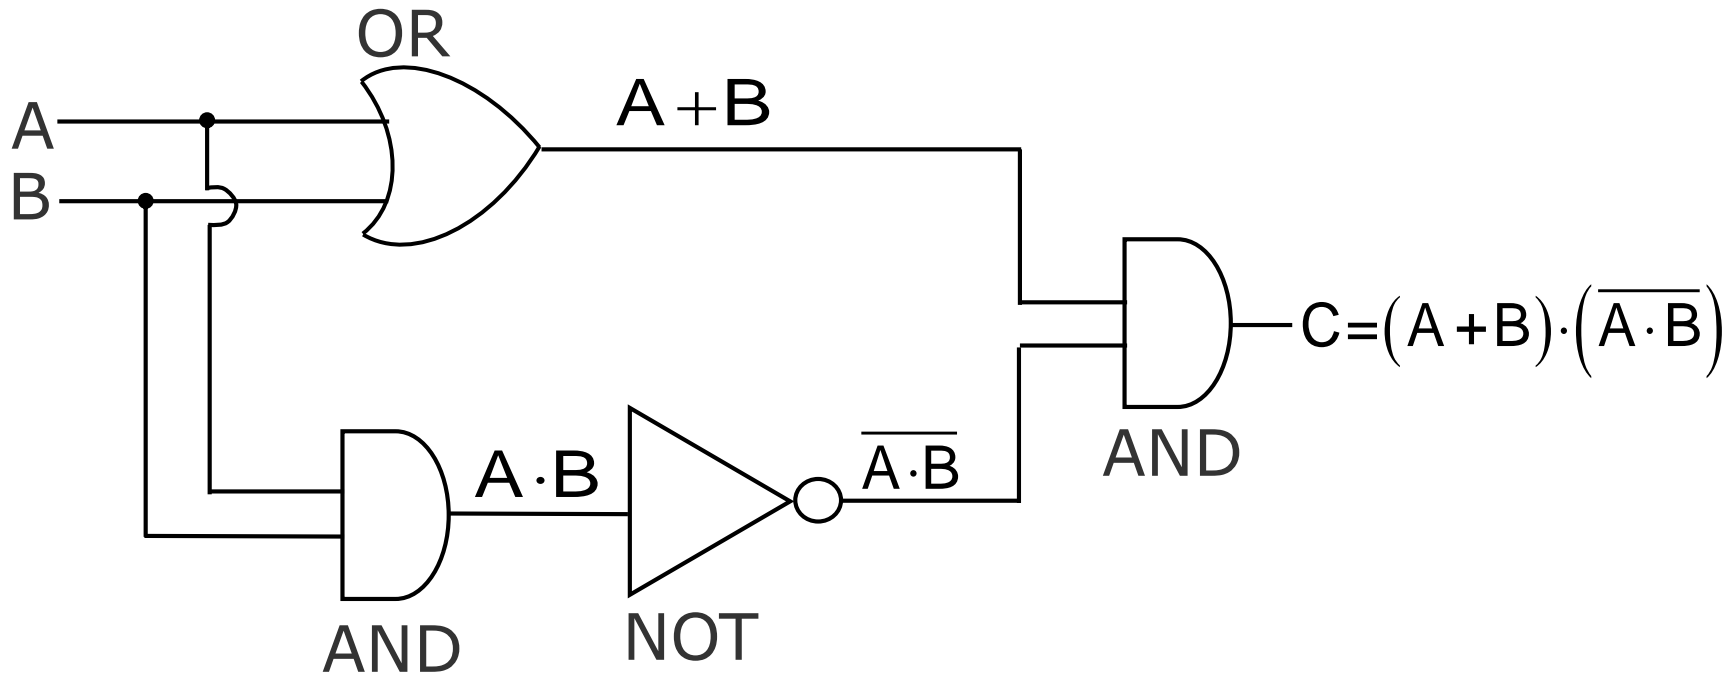 OR
A
B
A+B
C=(A+B)·(A̅ ̅·̅ ̅B̅)
AND
A·B
A̅·̅B̅
AND
NOT